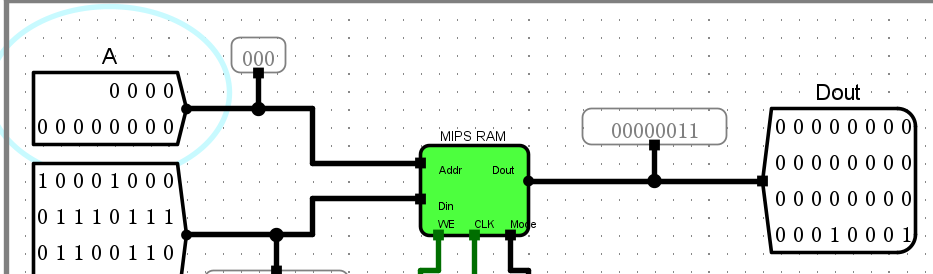 A
000
0 0 0 0
0 0 0 0 0 0 0 0
1 0 0 0 1 0 0 0
0 1 1 1 0 1 1 1
0 1 1 0 0 1 1 0
MIPS RAM
Addr Dout
Din
WE CLK Mode
00000011
Dout
0 0 0 0 0 0 0 0
0 0 0 0 0 0 0 0
0 0 0 0 0 0 0 0
0 0 0 1 0 0 0 1